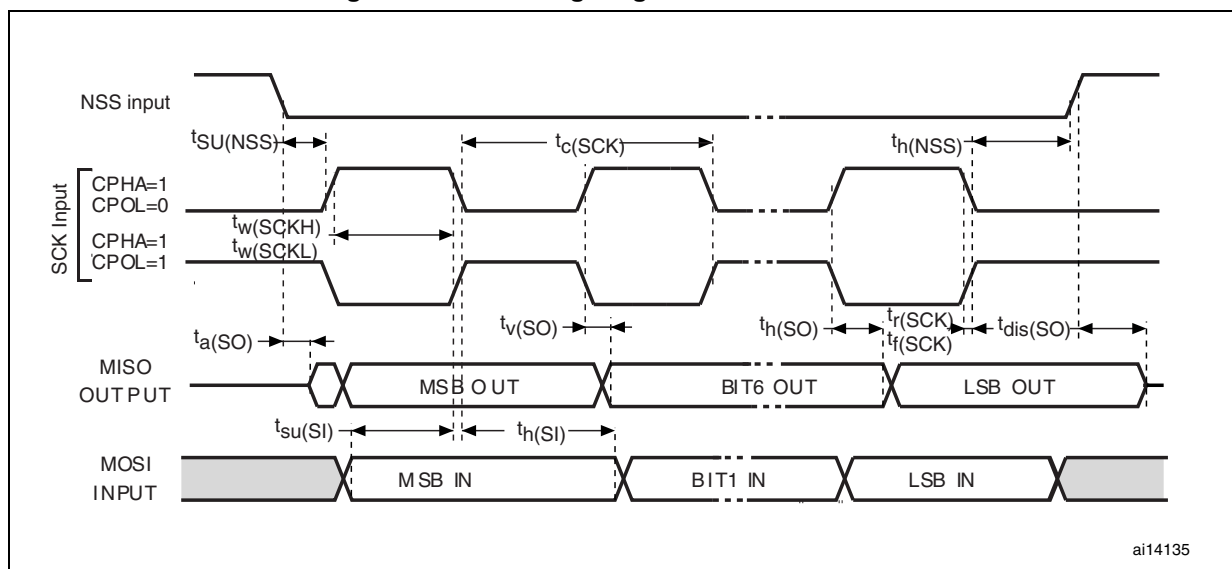 NSS input
tSU(NSS)
tc(SCK)
th(NSS)
SCK Input
CPHA=1
CPOL=0
tw(SCKH)
CPHA=1
tw(SCKL)
CPOL=1
ta(SO)
tv(SO)
th(SO)
tr(SCK)
tf(SCK)
tdis(SO)
MISO
OUTPUT
MSB OUT
BIT6 OUT
LSB OUT
tsu(SI)
th(SI)
MOSI
INPUT
MSB IN
BIT1 IN
LSB IN
ai14135